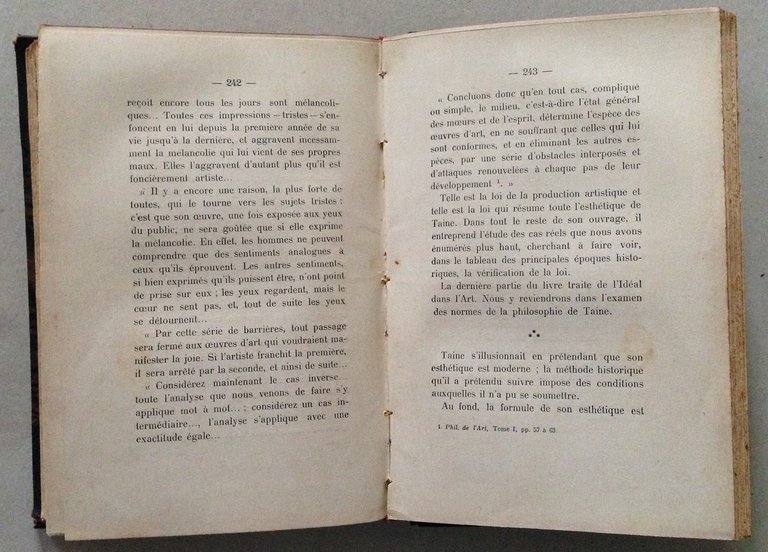 — 242 —
reçoit encore tous les jours sont mélancoli-
ques... Toutes ces impressions — tristes — s'en-
foncent en lui depuis la première année de sa
vie jusqu'à la dernière, et aggravent incessam-
ment la mélancolie qui lui vient de ses propres
maux. Elles l'aggravent d'autant plus qu'il est
foncièrement artiste...
« Il y a encore une raison, la plus forte de
toutes, qui le tourne vers les sujets tristes :
c'est que son œuvre, une fois exposée aux yeux
du public, ne sera goûtée que si elle exprime
la mélancolie. En effet, les hommes ne peuvent
comprendre que des sentiments analogues à
ceux qu'ils éprouvent. Les autres sentiments,
si bien exprimés qu'ils puissent être, n'ont point
de prise sur eux ; les yeux regardent, mais le
cœur ne sent pas, et, tout de suite les yeux
se détournent...
« Par cette série de barrières, tout passage
sera fermé aux œuvres d'art qui voudraient ma-
nifester la joie. Si l'artiste franchit la première,
il sera arrêté par la seconde, et ainsi de suite...
« Considérez maintenant le cas inverse...
toute l'analyse que nous venons de faire s'y
applique mot à mot... ; considérez un cas in-
termédiaire..., l'analyse s'applique avec une
exactitude égale...
— 243 —
« Concluons donc qu'en tout cas, compliqué
ou simple, le milieu, c'est-à-dire l'état général
des mœurs et de l'esprit, détermine l'espèce des
œuvres d'art, en ne souffrant que celles qui lui
sont conformes, et en éliminant les autres es-
pèces, par une série d'obstacles interposés et
d'attaques renouvelées à chaque pas de leur
développement ¹. »
Telle est la loi de la production artistique et
telle est la loi qui résume toute l'esthétique de
Taine. Dans tout le reste de son ouvrage, il
entreprend l'étude des cas réels que nous avons
énumérés plus haut, cherchant à faire voir,
dans le tableau des principales époques histo-
riques, la vérification de la loi.
La dernière partie du livre traite de l'Idéal
dans l'Art. Nous y reviendrons dans l'examen
des normes de la philosophie de Taine.
⁂
Taine s'illusionnait en prétendant que son
esthétique est moderne ; la méthode historique
qu'il a prétendu suivre impose des conditions
auxquelles il n'a pu se soumettre.
Au fond, la formule de son esthétique est
1. Phil. de l'Art, Tome I, pp. 57 à 63.